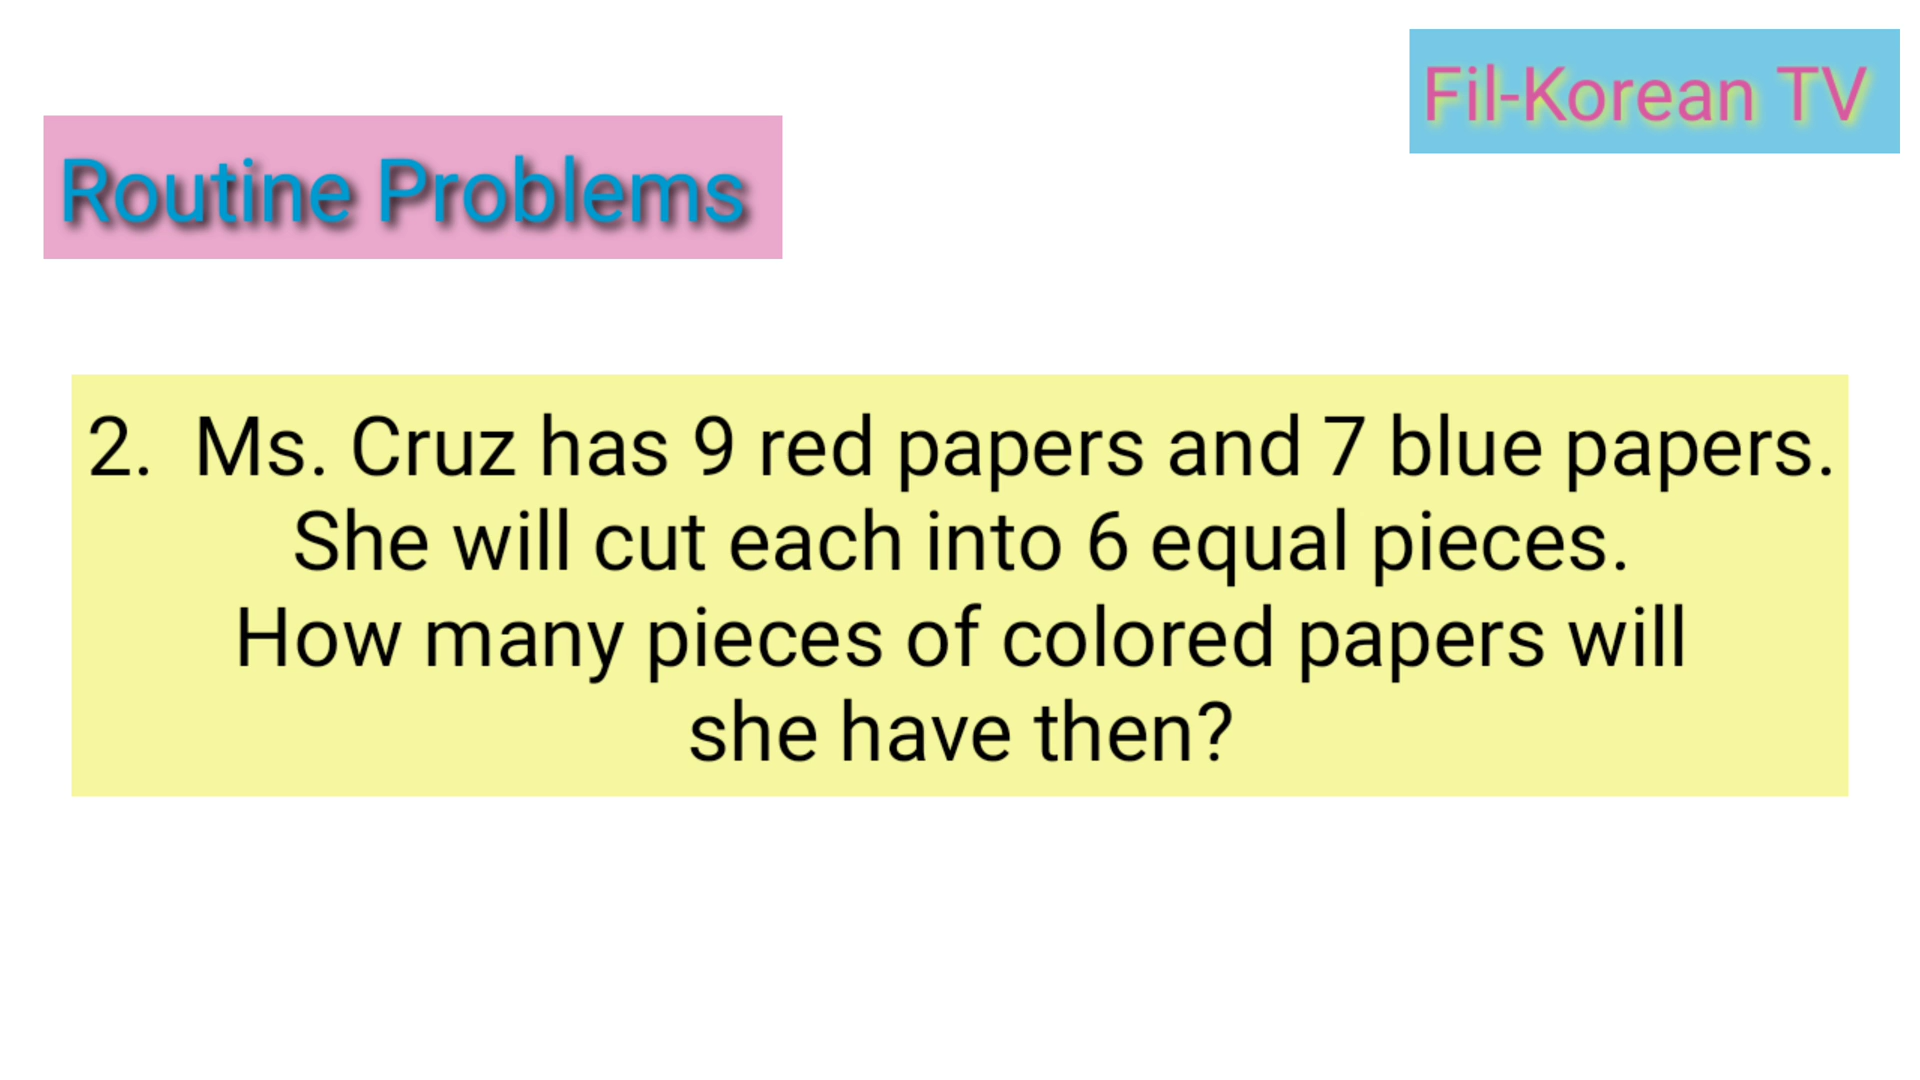 Fil-Korean TV
Routine Problems
2. Ms. Cruz has 9 red papers and 7 blue papers.
She will cut each into 6 equal pieces.
How many pieces of colored papers will
she have then?